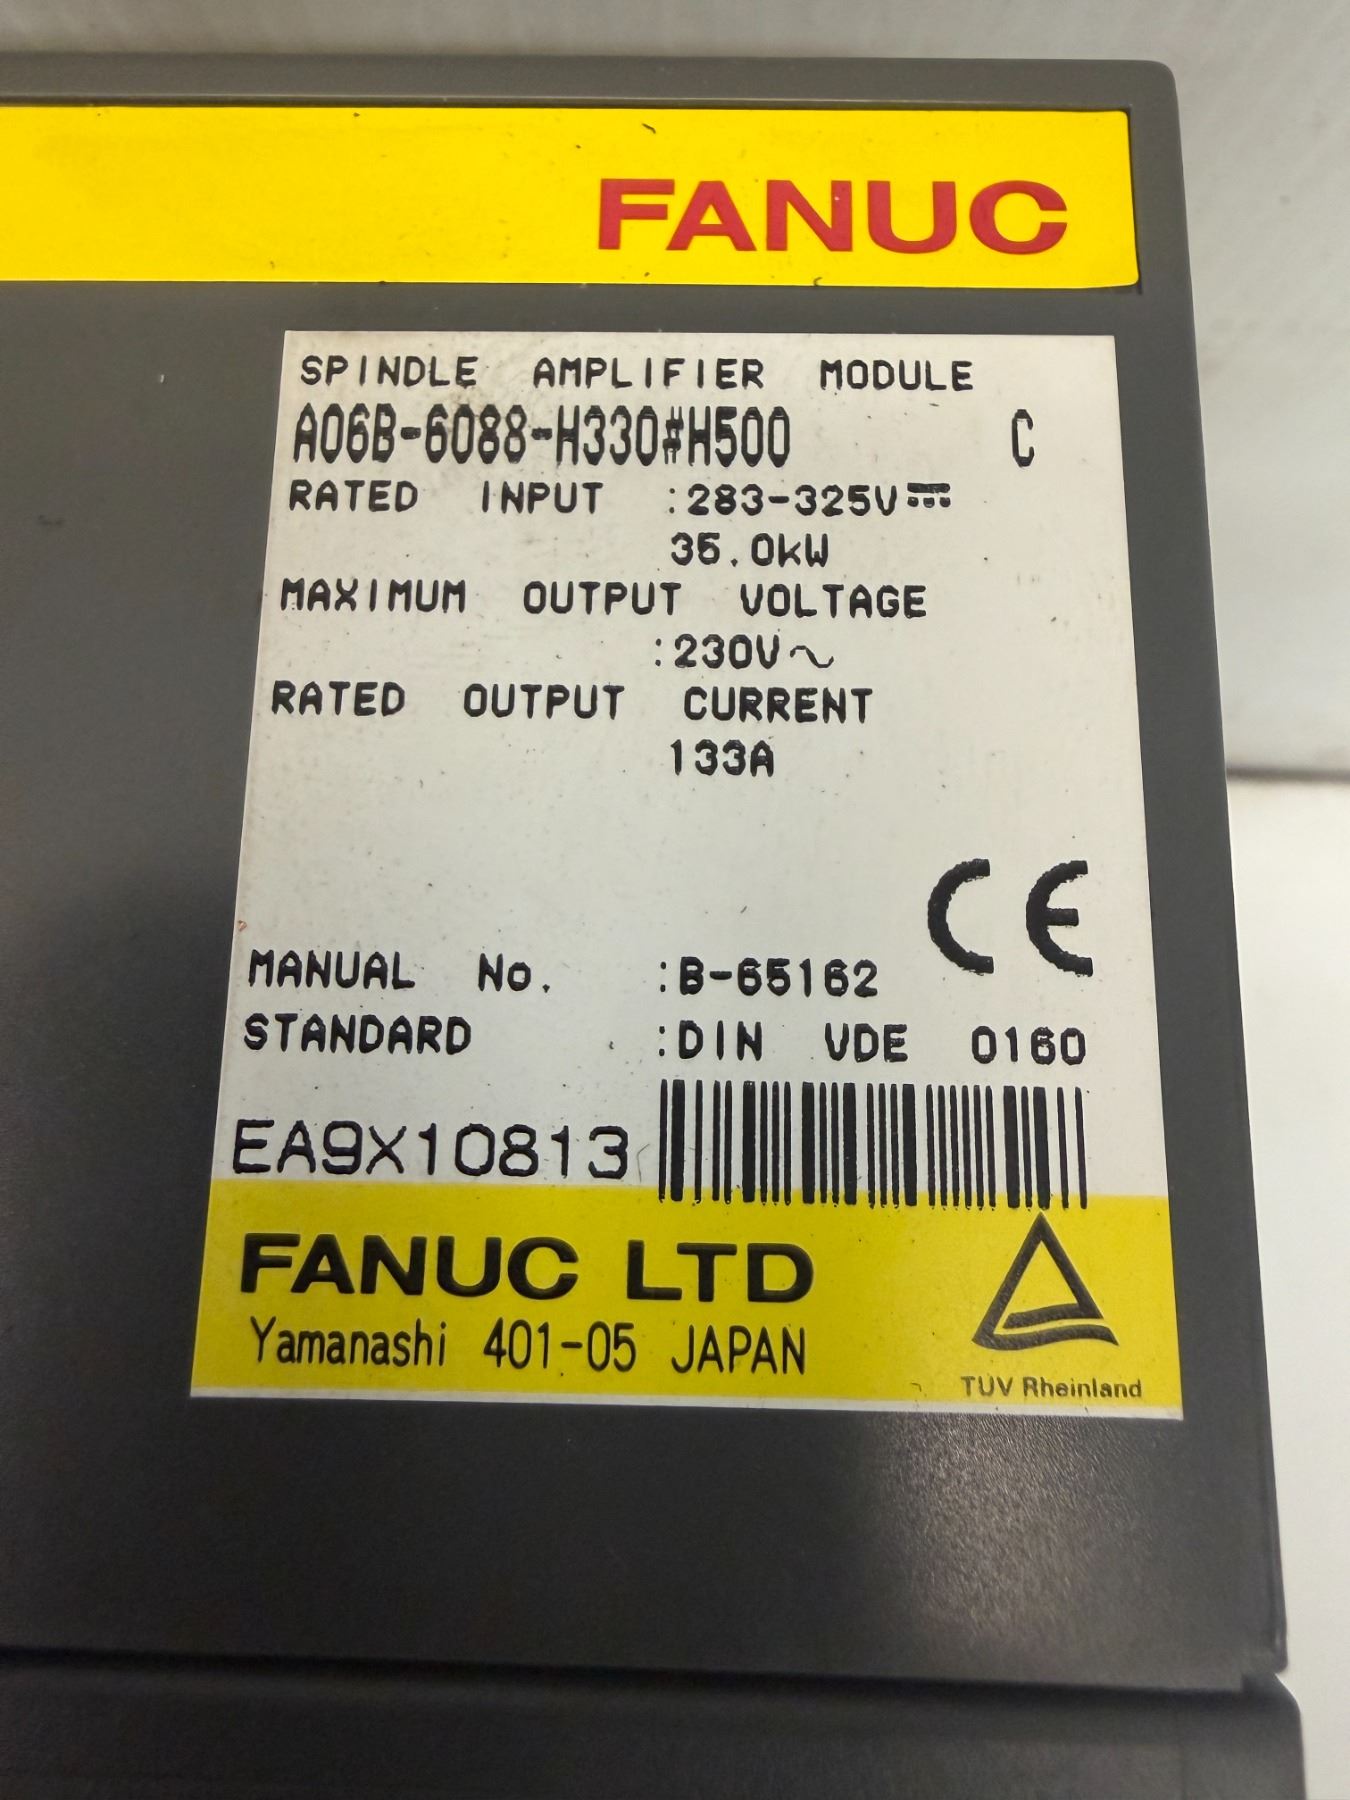 FANUC
SPINDLE AMPLIFIER MODULE
A06B-6088-H330#H500 C
RATED INPUT :283-325V⎓
35.0kW
MAXIMUM OUTPUT VOLTAGE
:230V~
RATED OUTPUT CURRENT
133A
CE
MANUAL No. :B-65162
STANDARD :DIN VDE 0160
EA9X10813
FANUC LTD
Yamanashi 401-05 JAPAN
TÜV Rheinland